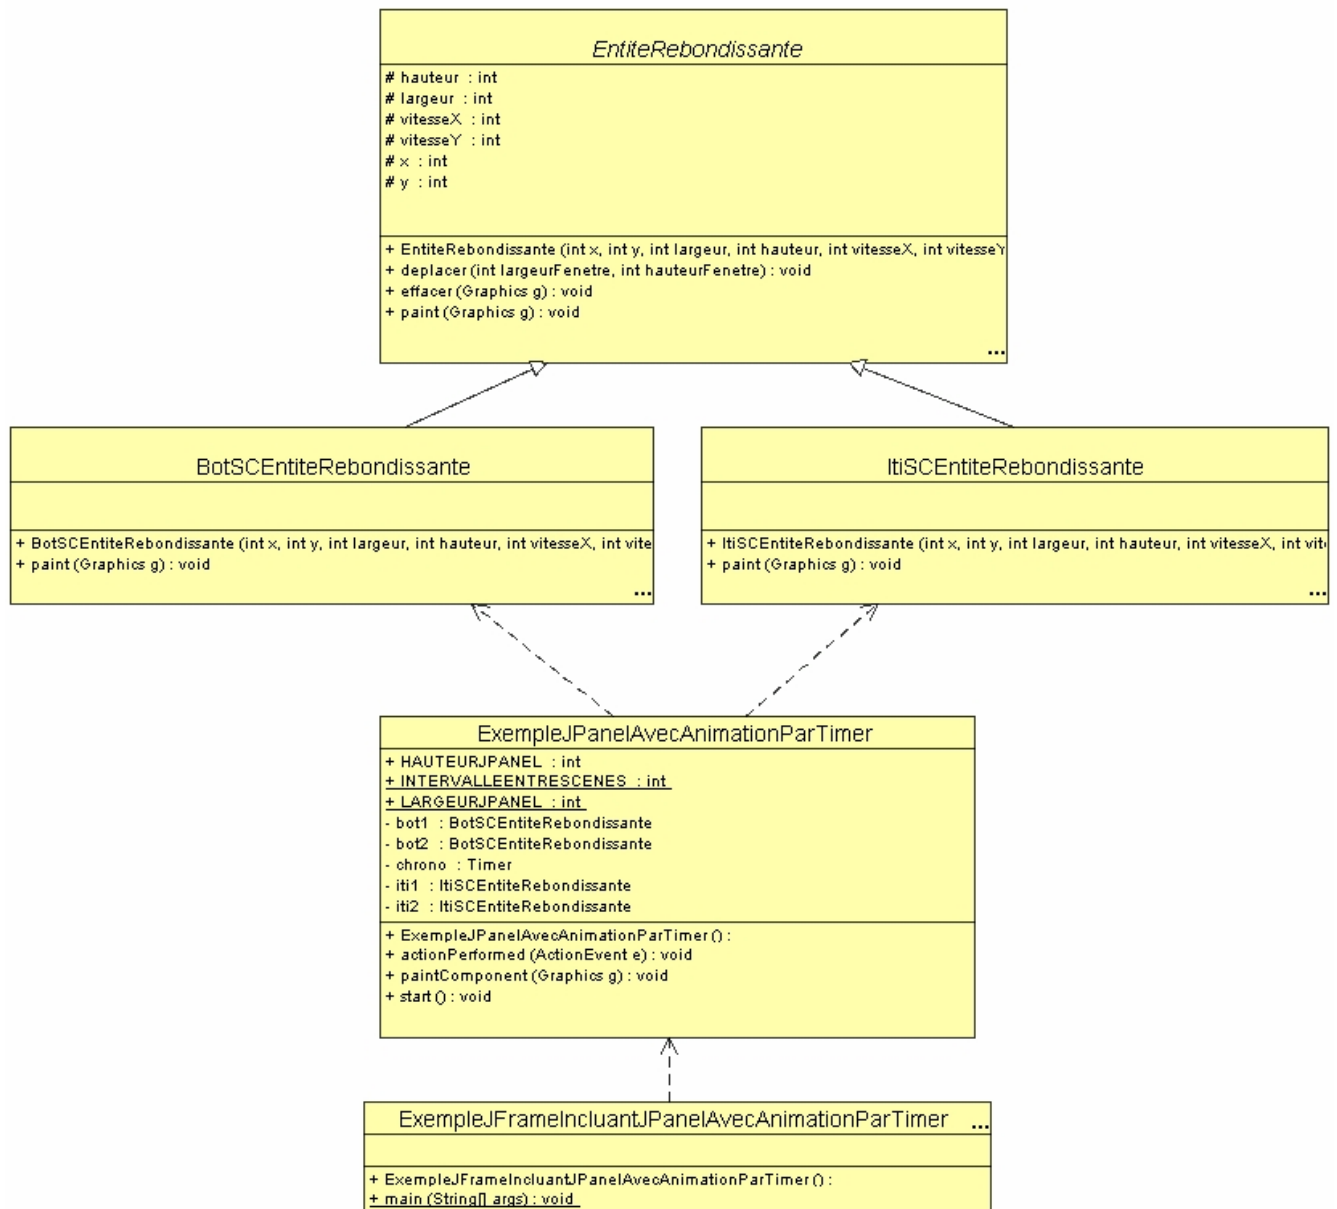 EntiteRebondissante
# hauteur : int
# largeur : int
# vitesseX : int
# vitesseY : int
# x : int
# y : int
+ EntiteRebondissante (int x, int y, int largeur, int hauteur, int vitesseX, int vitesseY
+ deplacer (int largeurFenetre, int hauteurFenetre) : void
+ effacer (Graphics g) : void
+ paint (Graphics g) : void
...
BotSCEntiteRebondissante
+ BotSCEntiteRebondissante (int x, int y, int largeur, int hauteur, int vitesseX, int vite
+ paint (Graphics g) : void
...
ItiSCEntiteRebondissante
+ ItiSCEntiteRebondissante (int x, int y, int largeur, int hauteur, int vitesseX, int vit
+ paint (Graphics g) : void
...
ExempleJPanelAvecAnimationParTimer
+ HAUTEURJPANEL : int
+ INTERVALLEENTRESCENES : int
+ LARGEURJPANEL : int
- bot1 : BotSCEntiteRebondissante
- bot2 : BotSCEntiteRebondissante
- chrono : Timer
- iti1 : ItiSCEntiteRebondissante
- iti2 : ItiSCEntiteRebondissante
+ ExempleJPanelAvecAnimationParTimer () :
+ actionPerformed (ActionEvent e) : void
+ paintComponent (Graphics g) : void
+ start () : void
ExempleJFrameIncluantJPanelAvecAnimationParTimer ...
+ ExempleJFrameIncluantJPanelAvecAnimationParTimer () :
+ main (String[] args) : void